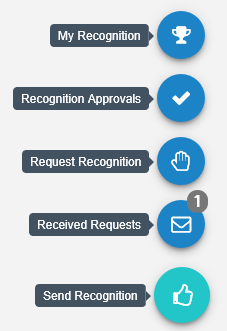 My Recognition
Recognition Approvals
Request Recognition
1
Received Requests
Send Recognition